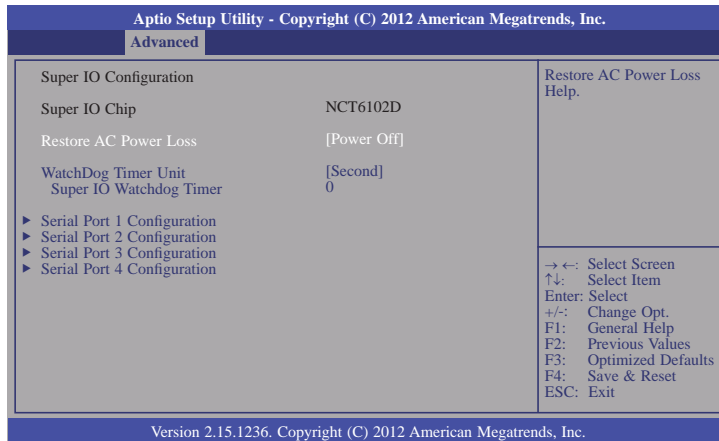 Aptio Setup Utility - Copyright (C) 2012 American Megatrends, Inc.
Advanced
Super IO Configuration
Super IO Chip NCT6102D
Restore AC Power Loss [Power Off]
WatchDog Timer Unit [Second]
Super IO Watchdog Timer 0
▶ Serial Port 1 Configuration
▶ Serial Port 2 Configuration
▶ Serial Port 3 Configuration
▶ Serial Port 4 Configuration
Restore AC Power Loss
Help.
→ ←: Select Screen
↑↓: Select Item
Enter: Select
+/-: Change Opt.
F1: General Help
F2: Previous Values
F3: Optimized Defaults
F4: Save & Reset
ESC: Exit
Version 2.15.1236. Copyright (C) 2012 American Megatrends, Inc.